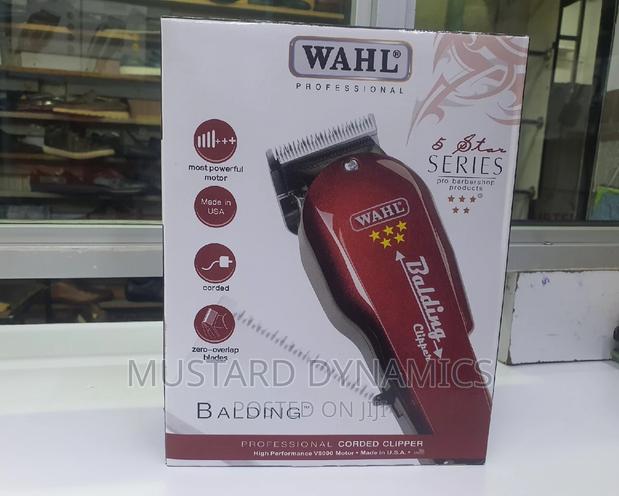 WAHL®
PROFESSIONAL
5 Star
SERIES
pro barbershop
products
most powerful
motor
Made in
USA
corded
zero-overlap
blades
WAHL
Balding
Clipper
MUSTARD DYNAMICS
POSTED ON JIJI
BALDING™
PROFESSIONAL CORDED CLIPPER
High Performance V5000 Motor • Made in U.S.A. •